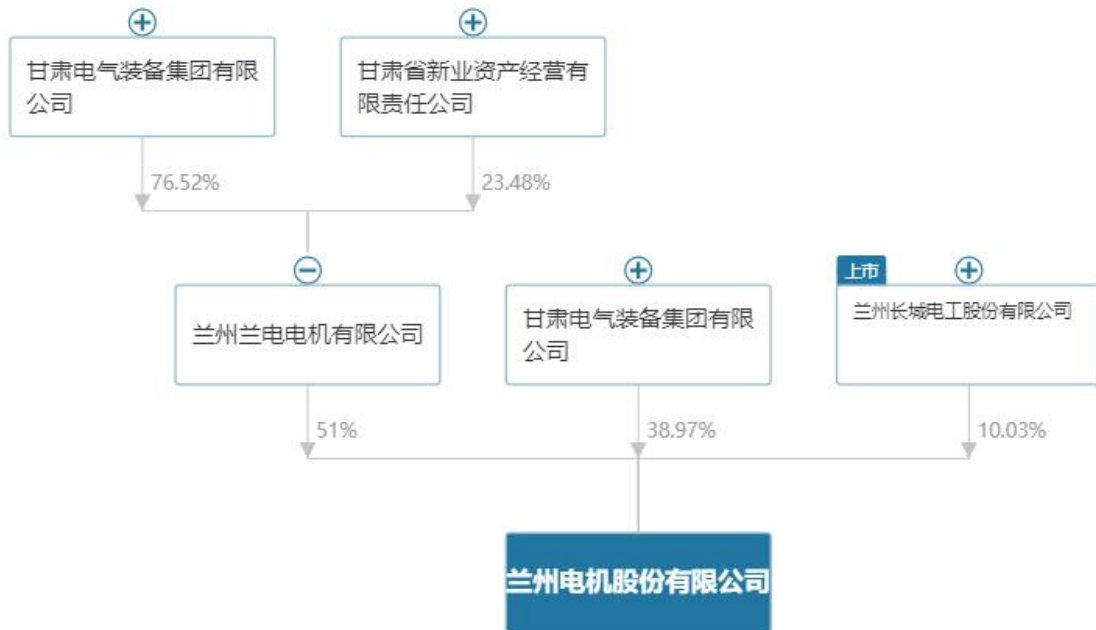 甘肃电气装备集团有限
公司
甘肃省新业资产经营有
限责任公司
76.52%
23.48%
上市
兰州兰电电机有限公司
甘肃电气装备集团有限
公司
兰州长城电工股份有限公司
51%
38.97%
10.03%
兰州电机股份有限公司